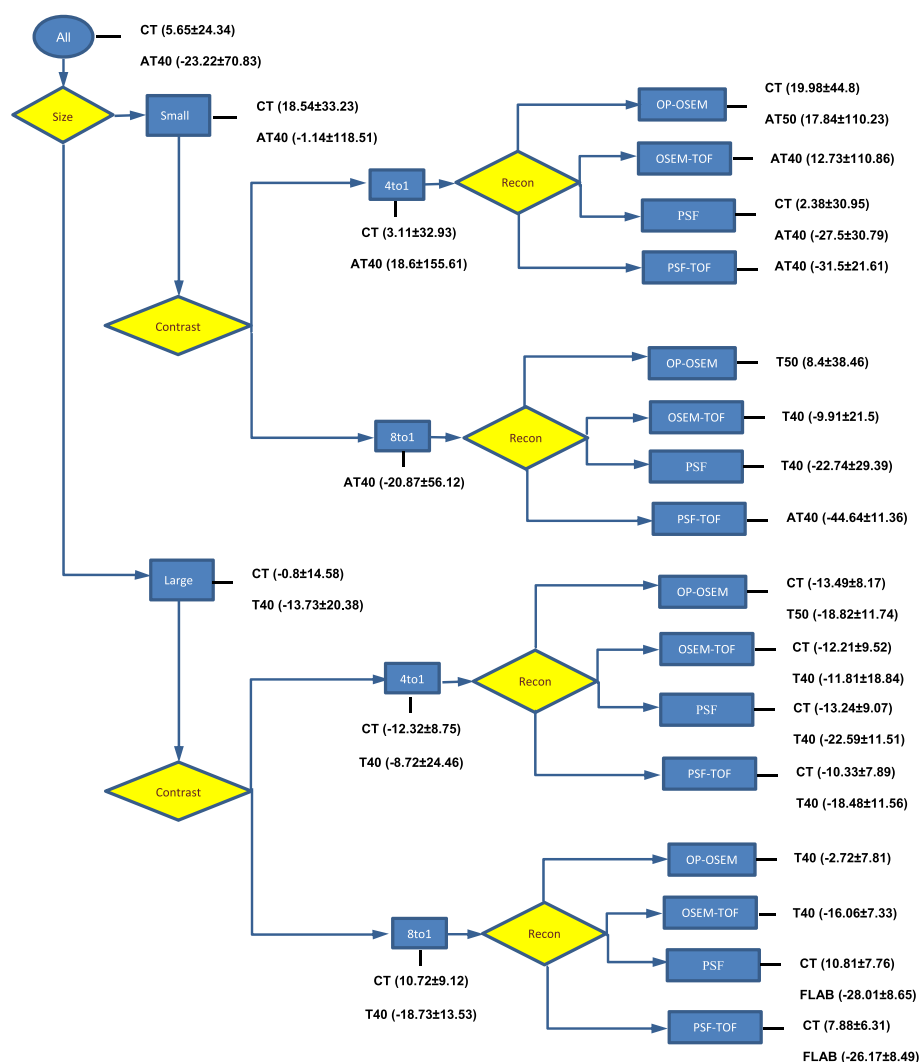 All
CT (5.65±24.34)
AT40 (-23.22±70.83)
Size
Small
CT (18.54±33.23)
AT40 (-1.14±118.51)
Contrast
4to1
CT (3.11±32.93)
AT40 (18.6±155.61)
Recon
OP-OSEM
CT (19.98±44.8)
AT50 (17.84±110.23)
OSEM-TOF
AT40 (12.73±110.86)
PSF
CT (2.38±30.95)
AT40 (-27.5±30.79)
PSF-TOF
AT40 (-31.5±21.61)
8to1
AT40 (-20.87±56.12)
Recon
OP-OSEM
T50 (8.4±38.46)
OSEM-TOF
T40 (-9.91±21.5)
PSF
T40 (-22.74±29.39)
PSF-TOF
AT40 (-44.64±11.36)
Large
CT (-0.8±14.58)
T40 (-13.73±20.38)
Contrast
4to1
CT (-12.32±8.75)
T40 (-8.72±24.46)
Recon
OP-OSEM
CT (-13.49±8.17)
T50 (-18.82±11.74)
OSEM-TOF
CT (-12.21±9.52)
T40 (-11.81±18.84)
PSF
CT (-13.24±9.07)
T40 (-22.59±11.51)
PSF-TOF
CT (-10.33±7.89)
T40 (-18.48±11.56)
8to1
CT (10.72±9.12)
T40 (-18.73±13.53)
Recon
OP-OSEM
T40 (-2.72±7.81)
OSEM-TOF
T40 (-16.06±7.33)
PSF
CT (10.81±7.76)
FLAB (-28.01±8.65)
PSF-TOF
CT (7.88±6.31)
FLAB (-26.17±8.49)